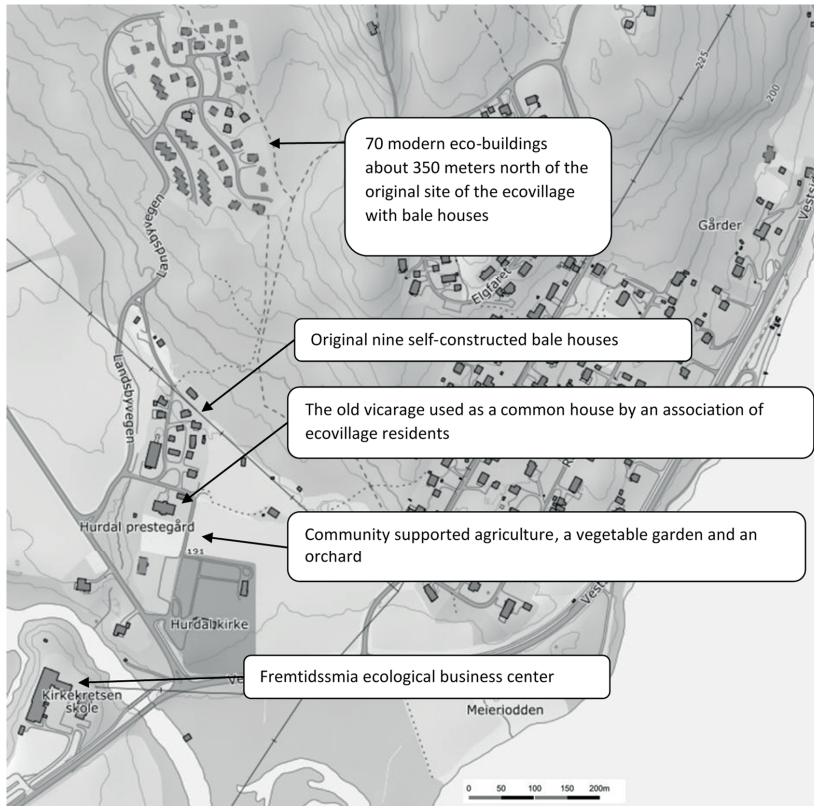 225
200
70 modern eco-buildings
about 350 meters north of the
original site of the ecovillage
with bale houses
Landsbyvegen
Gårder
Elgfaret
Original nine self-constructed bale houses
Landsbyvegen
The old vicarage used as a common house by an association of
ecovillage residents
Hurdal prestegård
Community supported agriculture, a vegetable garden and an
orchard
191
Hurdal kirke
Fremtidssmia ecological business center
Kirkekretsen
skole
Meieriodden
0 50 100 150 200m